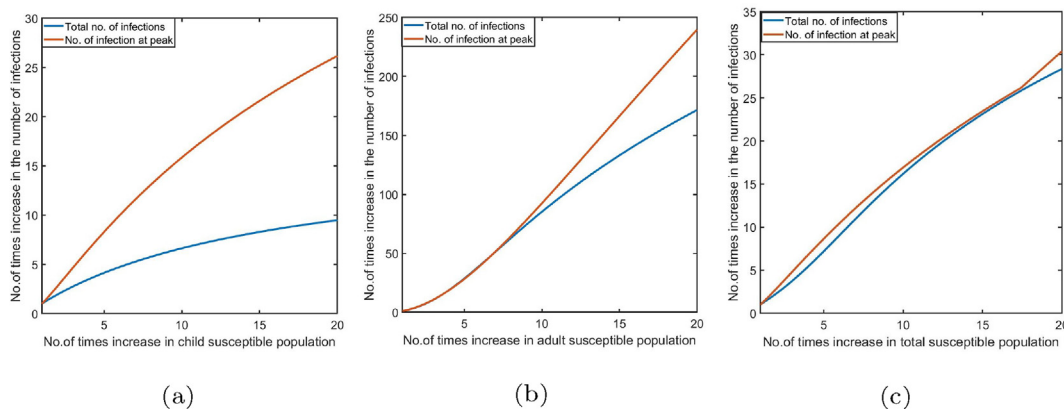 Total no. of infections
No. of infection at peak
No.of times increase in the number of infections
30
25
20
15
10
5
0
5
10
15
20
No.of times increase in child susceptible population
(a)
Total no. of infections
No. of infection at peak
No.of times increase in the number of infections
250
200
150
100
50
0
5
10
15
20
No.of times increase in adult susceptible population
(b)
Total no. of infections
No. of infection at peak
No.of times increase in the number of infections
35
30
25
20
15
10
5
0
5
10
15
20
No.of times increase in total susceptible population
(c)